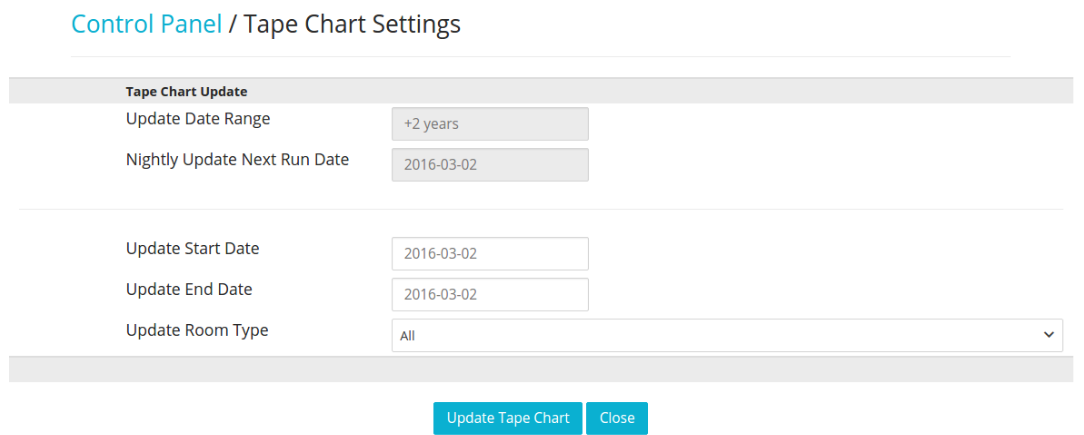 Control Panel / Tape Chart Settings
Tape Chart Update
Update Date Range +2 years
Nightly Update Next Run Date 2016-03-02
Update Start Date 2016-03-02
Update End Date 2016-03-02
Update Room Type All
Update Tape Chart Close